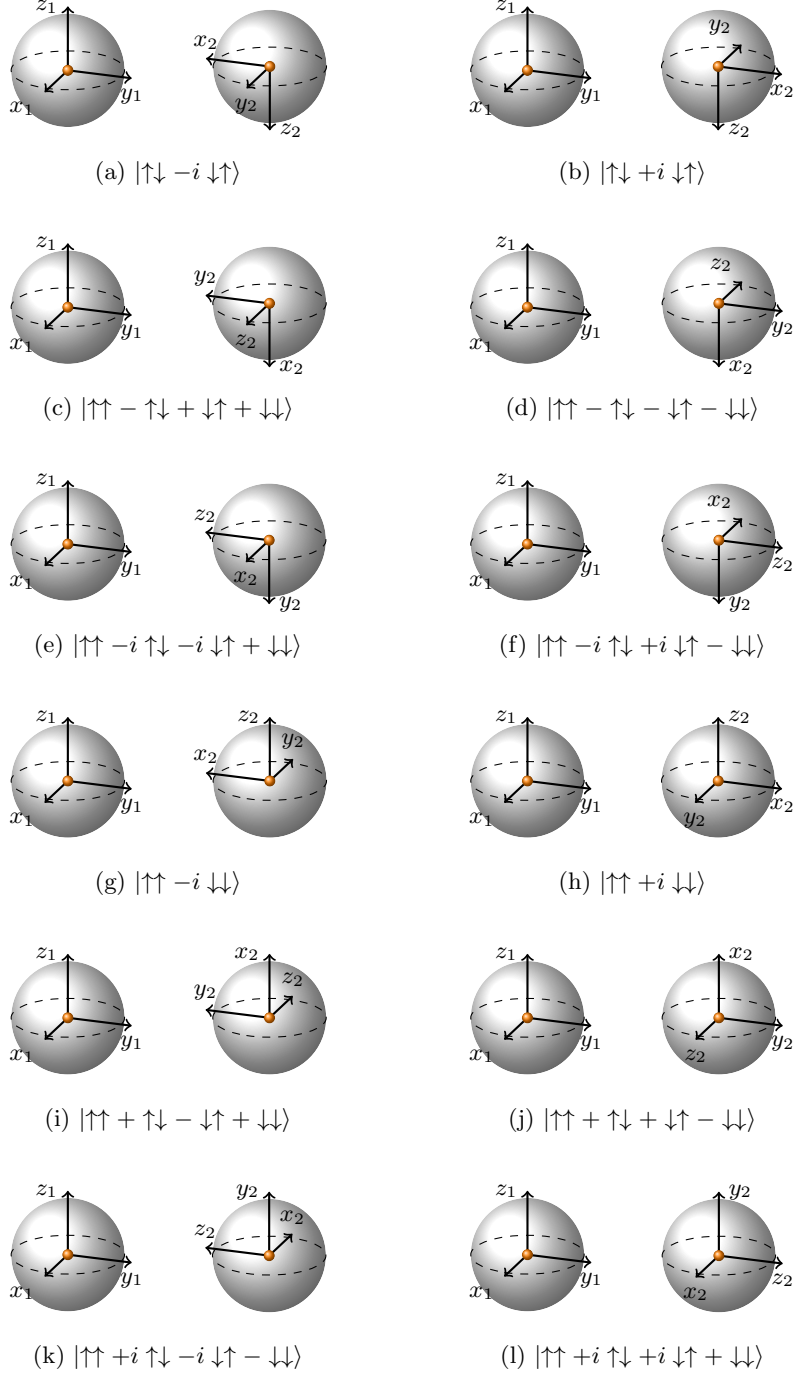 z₁ z₁
x₂ y₂
x₁ y₁ y₂ z₂ x₁ y₁ z₂ x₂
(a) |↑↓ −i ↓↑⟩ (b) |↑↓ +i ↓↑⟩
z₁ z₁
y₂ z₂
x₁ y₁ z₂ x₂ x₁ y₁ x₂ y₂
(c) |↑↑ − ↑↓ + ↓↑ + ↓↓⟩ (d) |↑↑ − ↑↓ − ↓↑ − ↓↓⟩
z₁ z₁
z₂ x₂
x₁ y₁ x₂ y₂ x₁ y₁ y₂ z₂
(e) |↑↑ −i ↑↓ −i ↓↑ + ↓↓⟩ (f) |↑↑ −i ↑↓ +i ↓↑ − ↓↓⟩
z₁ z₂ z₁ z₂
x₂ y₂
x₁ y₁ x₁ y₁ y₂ x₂
(g) |↑↑ −i ↓↓⟩ (h) |↑↑ +i ↓↓⟩
z₁ x₂ z₁ x₂
y₂ z₂
x₁ y₁ x₁ y₁ z₂ y₂
(i) |↑↑ + ↑↓ − ↓↑ + ↓↓⟩ (j) |↑↑ + ↑↓ + ↓↑ − ↓↓⟩
z₁ y₂ z₁ y₂
z₂ x₂
x₁ y₁ x₁ y₁ x₂ z₂
(k) |↑↑ +i ↑↓ −i ↓↑ − ↓↓⟩ (l) |↑↑ +i ↑↓ +i ↓↑ + ↓↓⟩